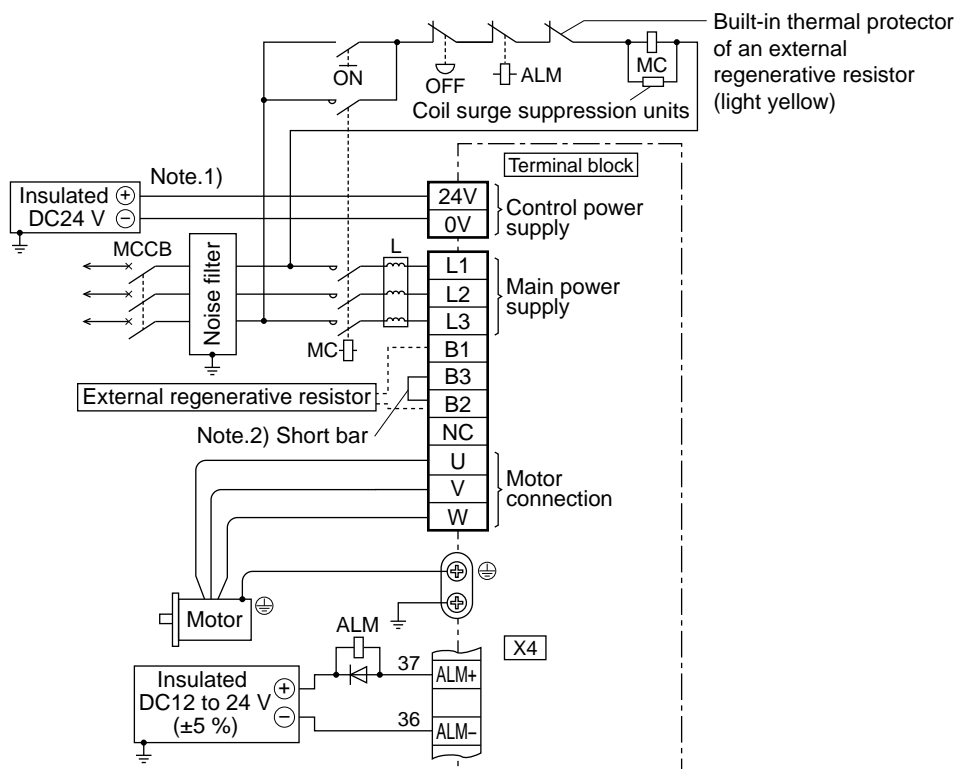 Built-in thermal protector
of an external
regenerative resistor
(light yellow)
ON
OFF
ALM
MC
Coil surge suppression units
Terminal block
Note.1)
Insulated +
DC24 V −
24V
0V
Control power
supply
MCCB
Noise filter
L
L1
L2
L3
Main power
supply
MC
B1
B3
B2
NC
External regenerative resistor
Note.2) Short bar
U
V
W
Motor
connection
Motor
ALM
X4
Insulated
DC12 to 24 V
(±5 %)
+
−
37
ALM+
36
ALM−